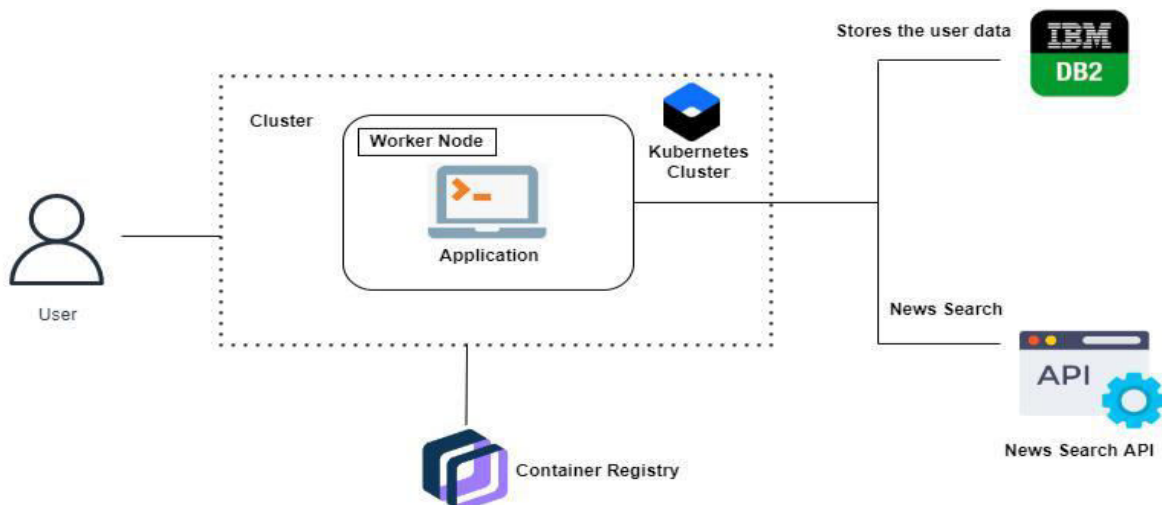 Stores the user data
IBM
DB2
Cluster
Worker Node
Kubernetes
Cluster
>_
Application
User
News Search
API
News Search API
Container Registry